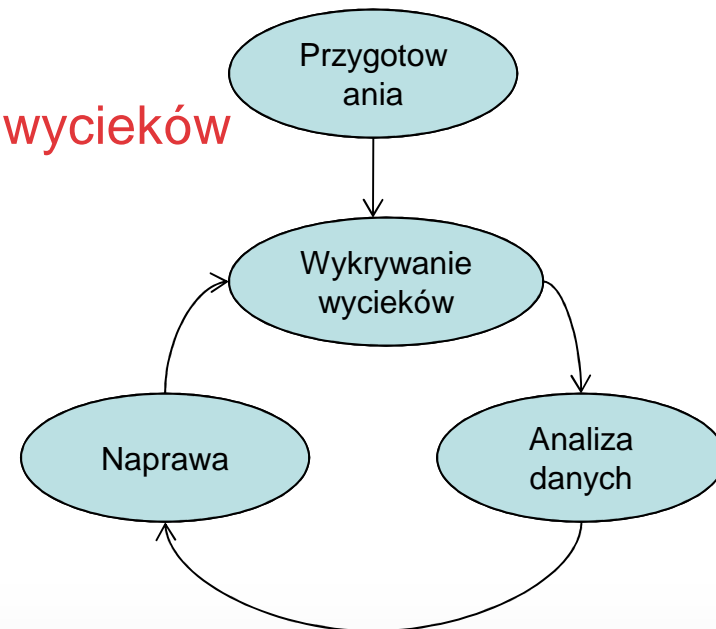 Przygotow
ania
wycieków
Wykrywanie
wycieków
Naprawa
Analiza
danych